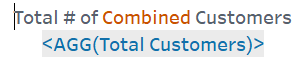 Total # of Combined Customers
<AGG(Total Customers)>